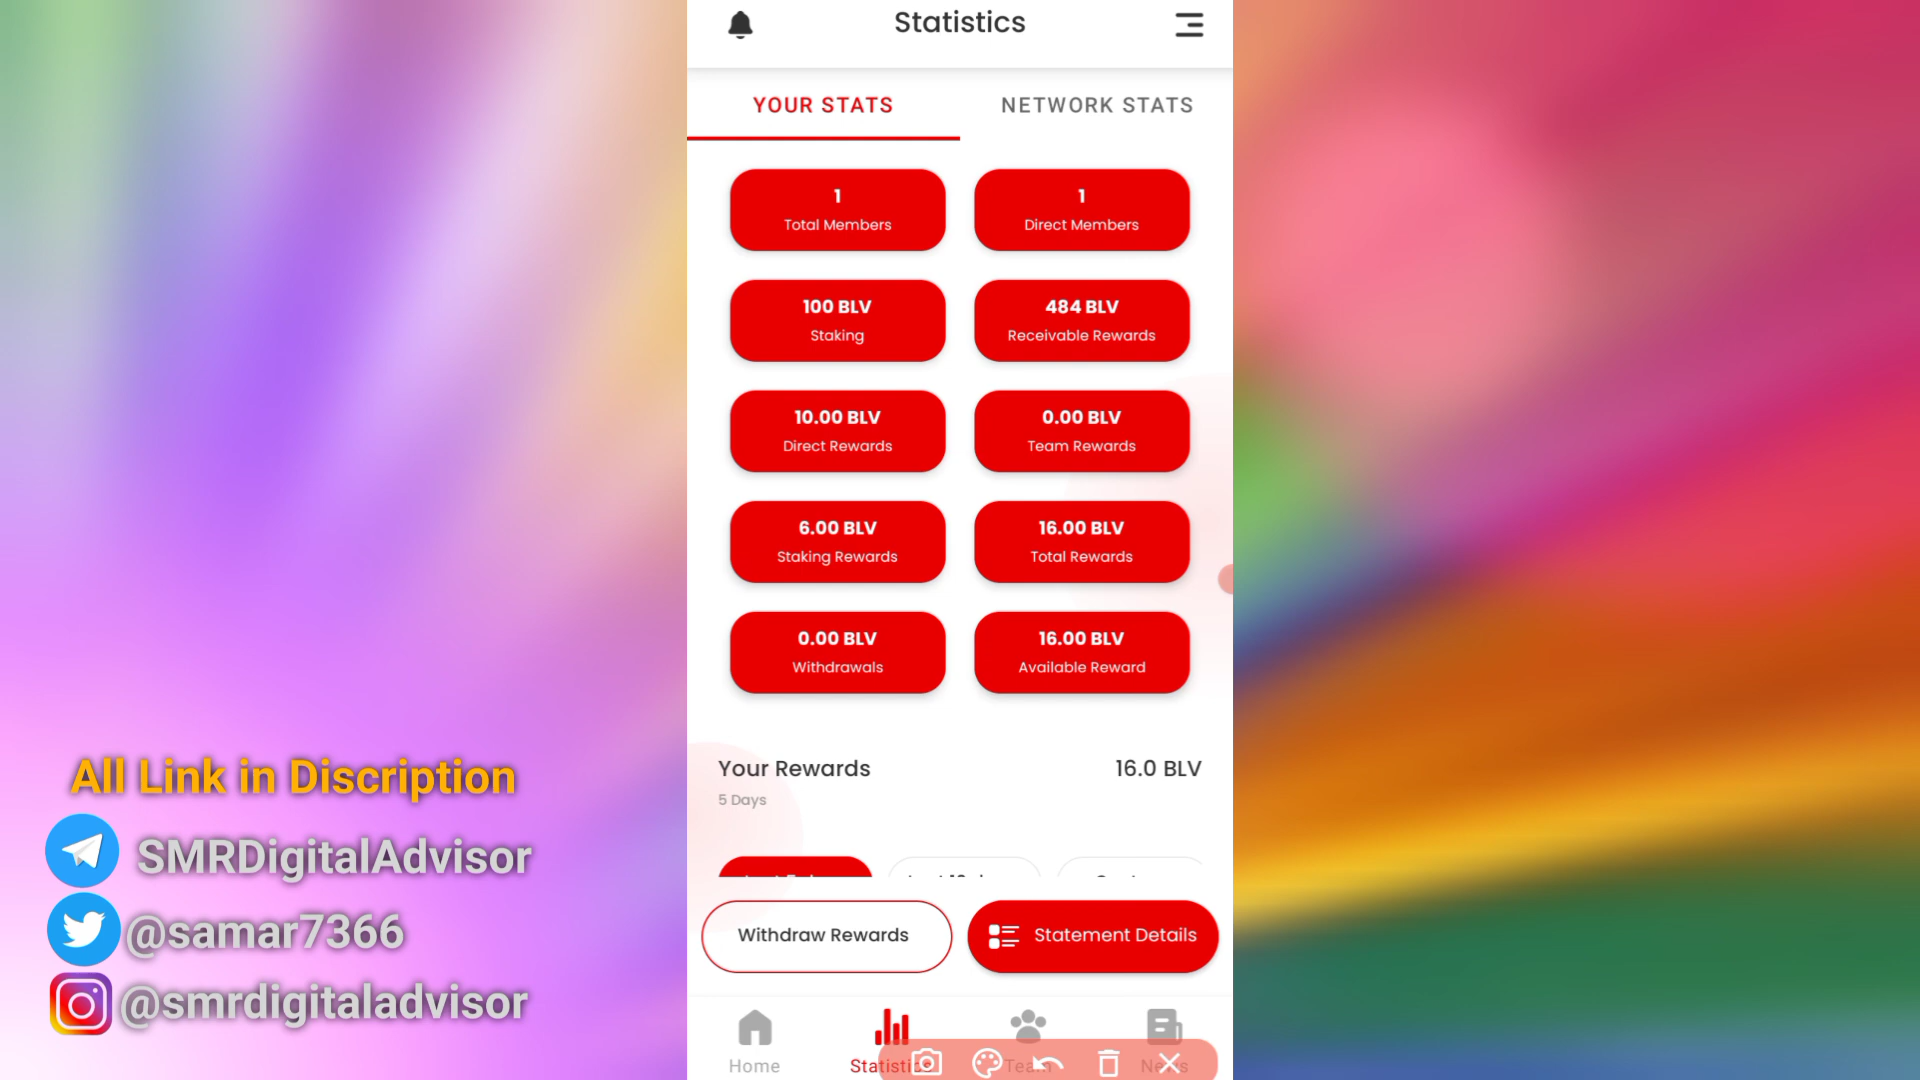 Statistics
YOUR STATS
NETWORK STATS
1
Total Members
1
Direct Members
100 BLV
Staking
484 BLV
Receivable Rewards
10.00 BLV
Direct Rewards
0.00 BLV
Team Rewards
6.00 BLV
Staking Rewards
16.00 BLV
Total Rewards
0.00 BLV
Withdrawals
16.00 BLV
Available Reward
Your Rewards
16.0 BLV
5 Days
Withdraw Rewards
Statement Details
Home
Statistics
Team
News
All Link in Discription
SMRDigitalAdvisor
@samar7366
@smrdigitaladvisor